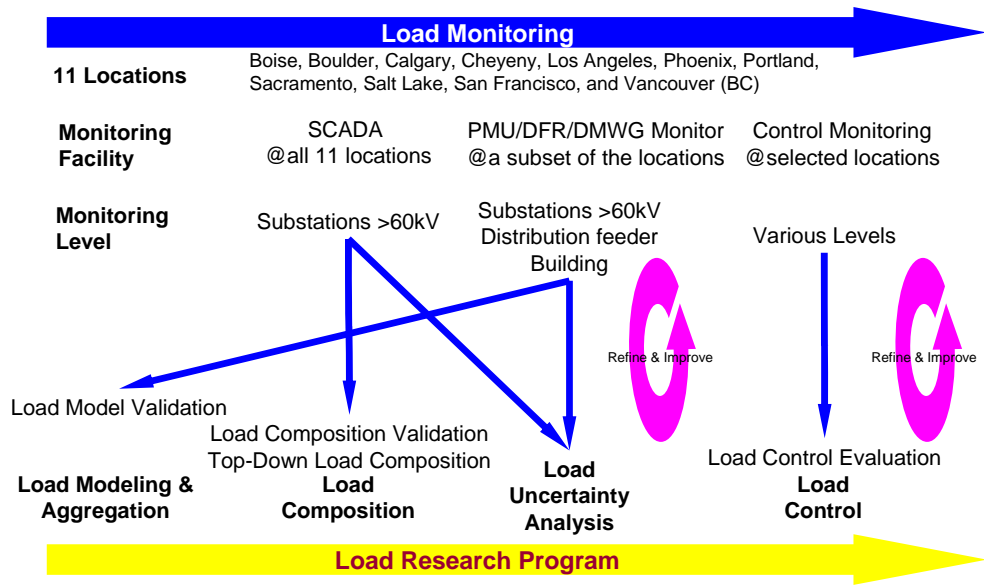 Load Monitoring
11 Locations
Boise, Boulder, Calgary, Cheyeny, Los Angeles, Phoenix, Portland,
Sacramento, Salt Lake, San Francisco, and Vancouver (BC)
Monitoring
Facility
SCADA
@all 11 locations
PMU/DFR/DMWG Monitor
@a subset of the locations
Control Monitoring
@selected locations
Monitoring
Level
Substations >60kV
Substations >60kV
Distribution feeder
Building
Various Levels
Refine & Improve
Refine & Improve
Load Model Validation
Load Composition Validation
Top-Down Load Composition
Load Control Evaluation
Load Modeling &
Aggregation
Load
Composition
Load
Uncertainty
Analysis
Load
Control
Load Research Program